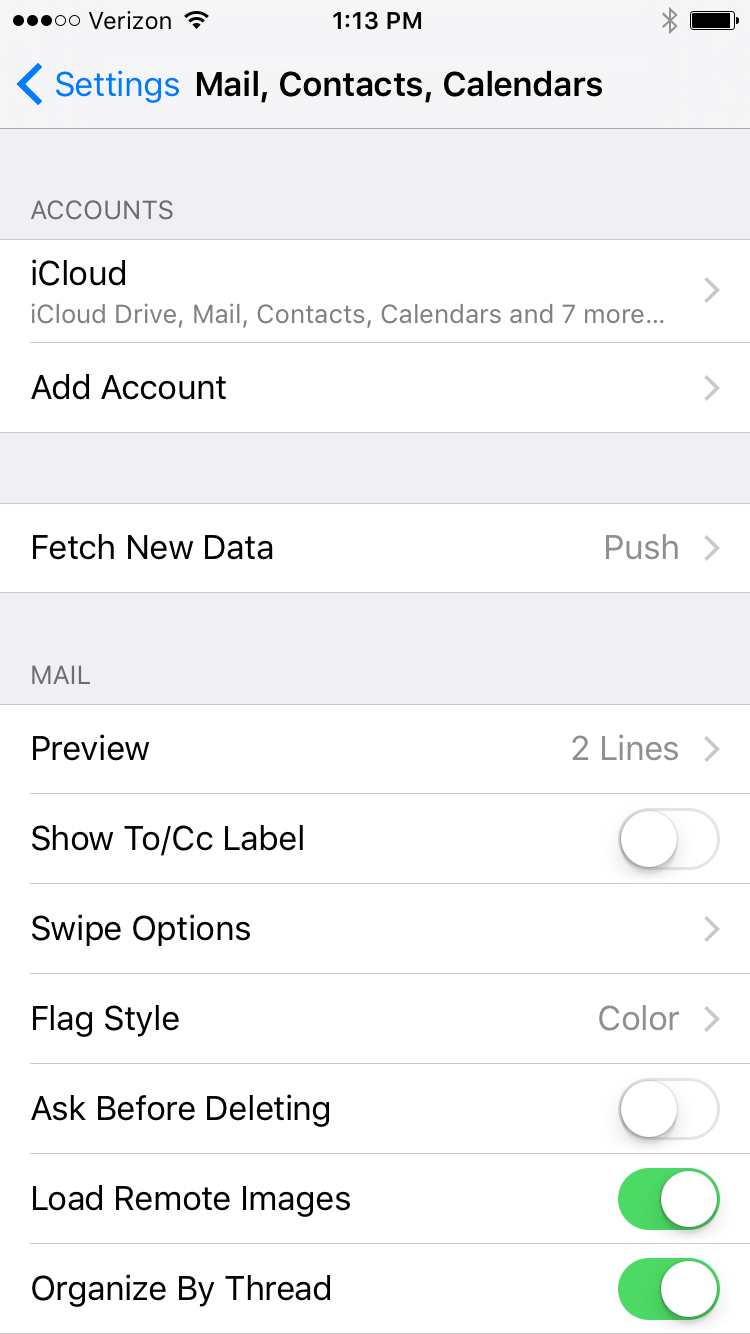 Verizon 1:13 PM
Settings Mail, Contacts, Calendars
ACCOUNTS
iCloud
iCloud Drive, Mail, Contacts, Calendars and 7 more...
Add Account
Fetch New Data Push
MAIL
Preview 2 Lines
Show To/Cc Label
Swipe Options
Flag Style Color
Ask Before Deleting
Load Remote Images
Organize By Thread